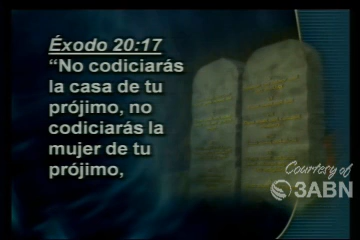 Éxodo 20:17
“No codiciarás
la casa de tu
prójimo, no
codiciarás la
mujer de tu
prójimo,
Courtesy of
3ABN